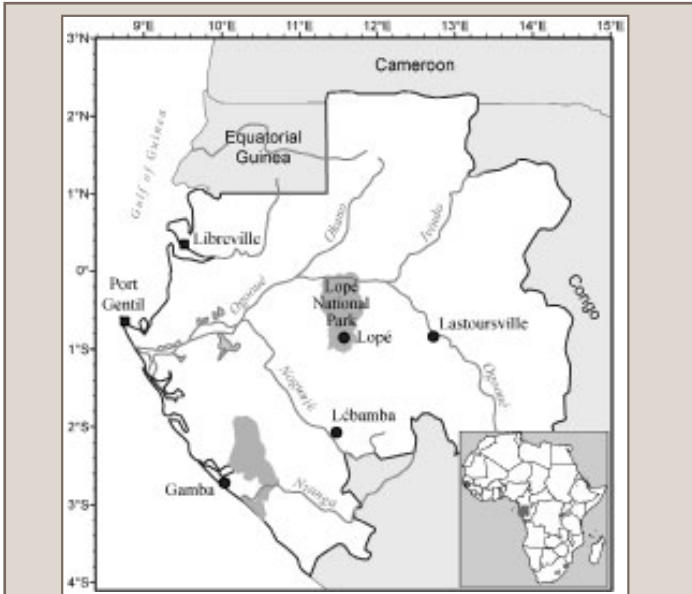 9°E
10°E
11°E
12°E
13°E
14°E
15°E
3°N
Cameroon
2°N
Gulf of Guinea
Equatorial
Guinea
1°N
Libreville
Okano
Ivindo
0°
Port
Gentil
Ogooué
Lopé
National
Park
Lopé
Congo
Lastoursville
1°S
Ogooué
2°S
Lébamba
3°S
Gamba
Nyanga
4°S